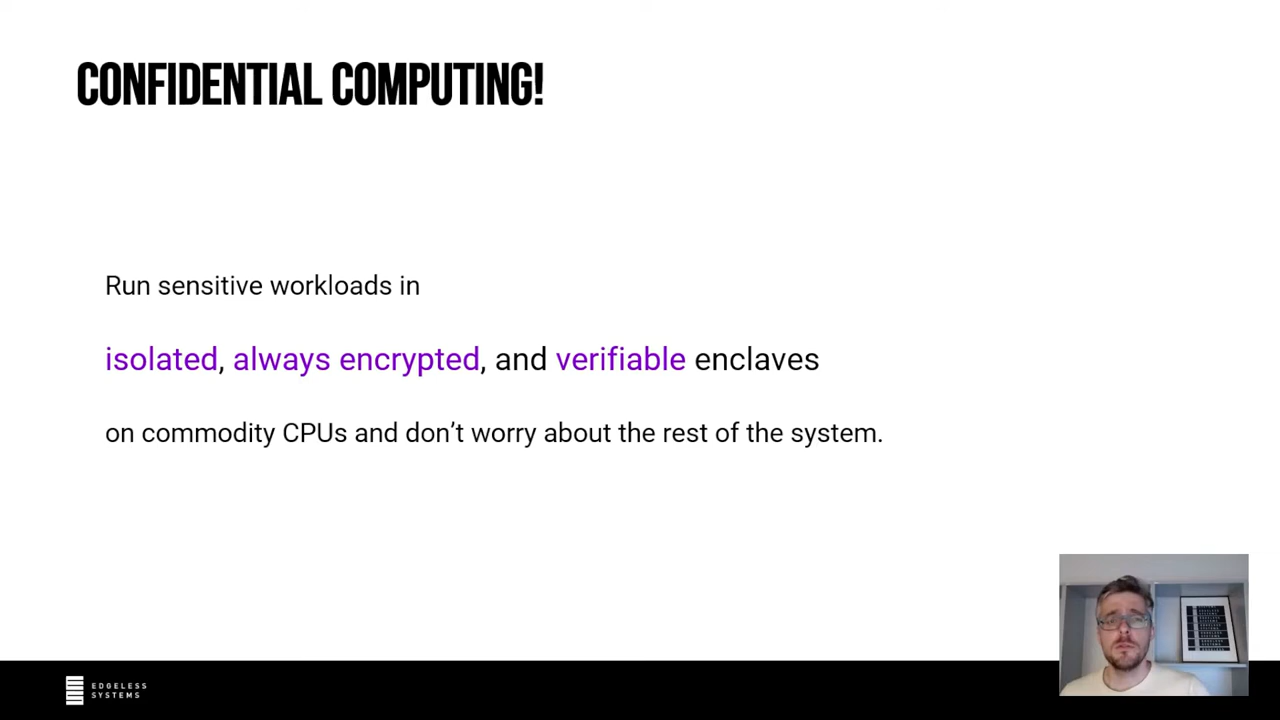 CONFIDENTIAL COMPUTING!
Run sensitive workloads in
isolated, always encrypted, and verifiable enclaves
on commodity CPUs and don’t worry about the rest of the system.
EDGELESS
SYSTEMS